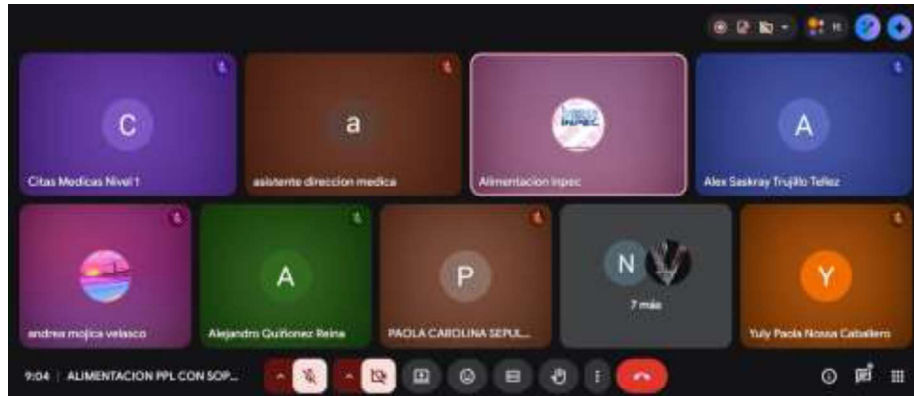 C
a
INPEC
A
Citas Medicas Nivel 1
asistente direccion medica
Alimentacion Inpec
Alex Saskray Trujillo Tellez
A
P
N
7 más
Y
andrea mojica velasco
Alejandro Quiñonez Reina
PAOLA CAROLINA SEPUL...
Yuly Paola Nossa Caballero
9:04 | ALIMENTACION PPL CON SOP...